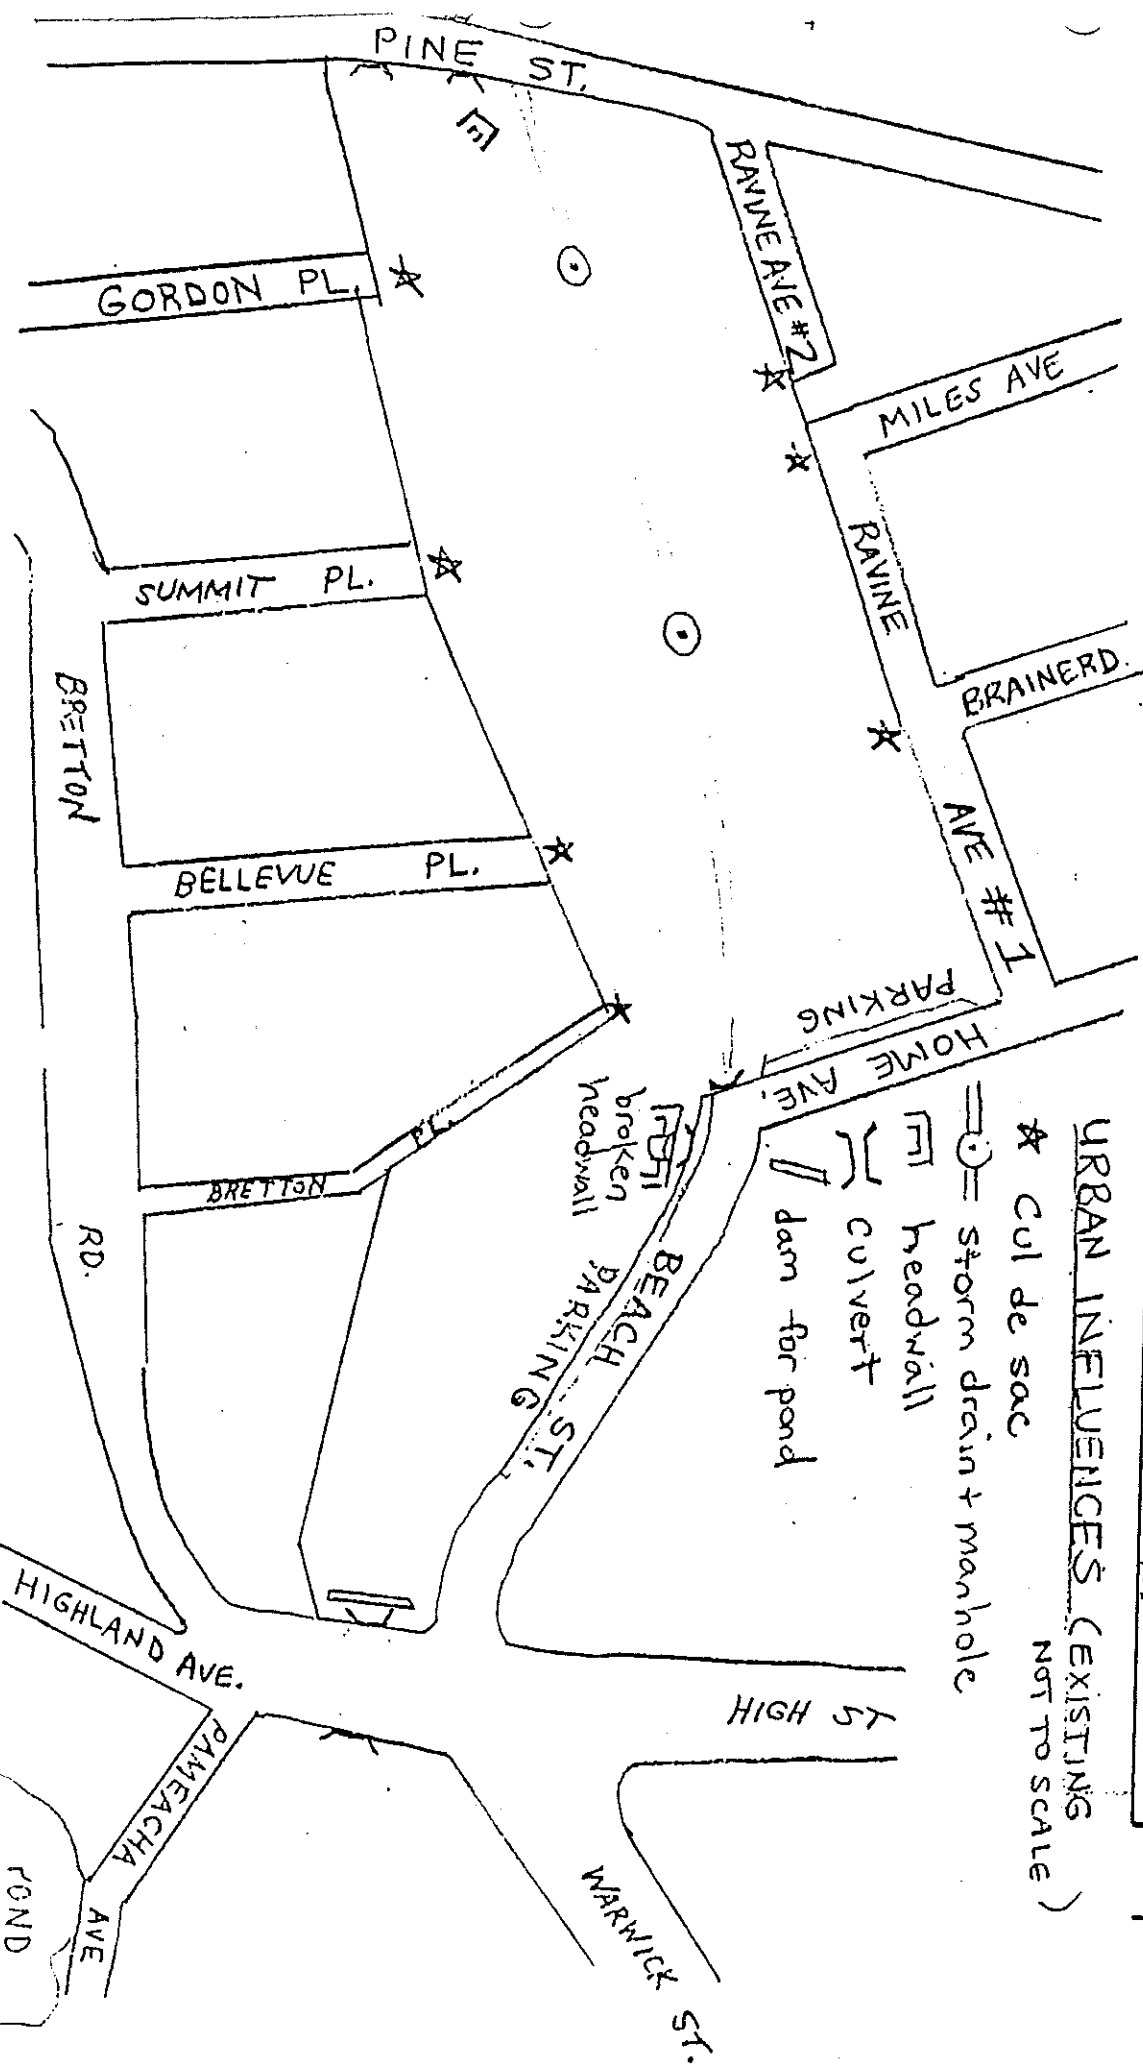 URBAN INFLUENCES (EXISTING
NOT TO SCALE)
Cul de sac
storm drain + manhole
headwall
culvert
dam for pond
PINE ST.
RAVINE AVE #2
MILES AVE
GORDON PL.
RAVINE
AVE #1
BRAINERD.
SUMMIT PL.
BRETTON
RD.
BELLEVUE PL.
PARKING
HOME AVE.
broken
headwall
PL.
BRETTON
BEACH ST.
PARKING
HIGHLAND AVE.
HIGH ST
PAMEACHA
AVE
WARWICK ST.
POND